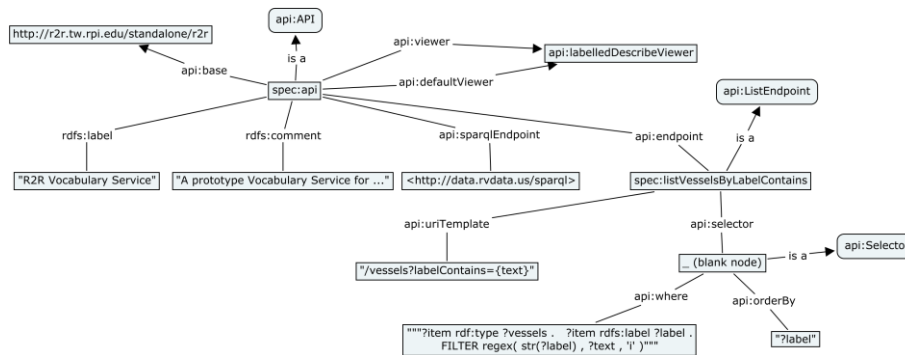 api:API
http://r2r.tw.rpi.edu/standalone/r2r
api:viewer
api:labelledDescribeViewer
is a
api:base
api:defaultViewer
spec:api
api:ListEndpoint
rdfs:label
rdfs:comment
api:sparqlEndpoint
api:endpoint
is a
"R2R Vocabulary Service"
"A prototype Vocabulary Service for ..."
<http://data.rvdata.us/sparql>
spec:listVesselsByLabelContains
api:uriTemplate
api:selector
api:Selecto
is a
"/vessels?labelContains={text}"
_ (blank node)
api:where
api:orderBy
"""?item rdf:type ?vessels . ?item rdfs:label ?label .
FILTER regex( str(?label) , ?text , 'i' )"""
"?label"